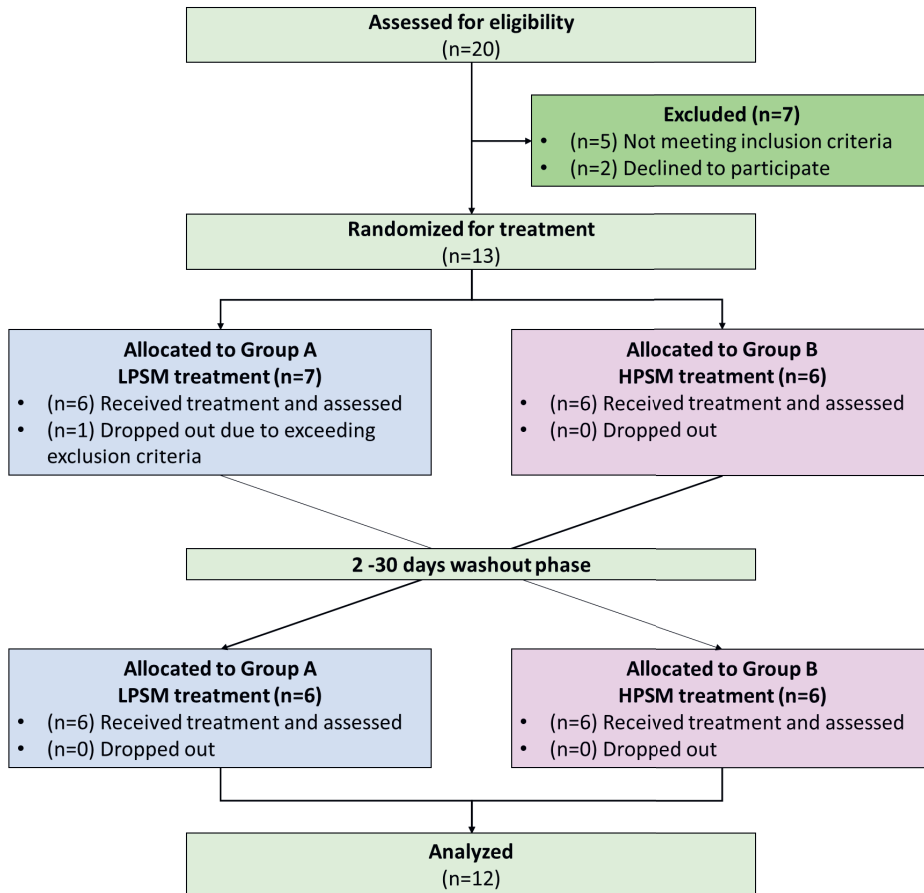 Assessed for eligibility
(n=20)
Excluded (n=7)
• (n=5) Not meeting inclusion criteria
• (n=2) Declined to participate
Randomized for treatment
(n=13)
Allocated to Group A
LPSM treatment (n=7)
• (n=6) Received treatment and assessed
• (n=1) Dropped out due to exceeding
exclusion criteria
Allocated to Group B
HPSM treatment (n=6)
• (n=6) Received treatment and assessed
• (n=0) Dropped out
2 -30 days washout phase
Allocated to Group A
LPSM treatment (n=6)
• (n=6) Received treatment and assessed
• (n=0) Dropped out
Allocated to Group B
HPSM treatment (n=6)
• (n=6) Received treatment and assessed
• (n=0) Dropped out
Analyzed
(n=12)